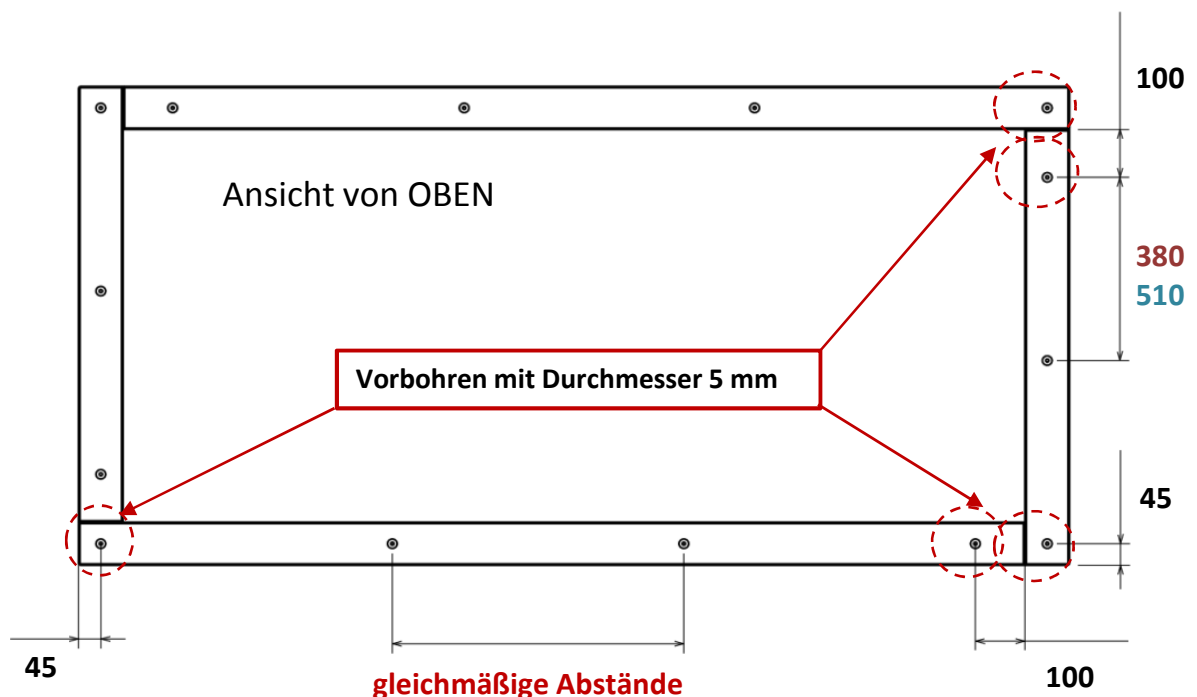 100
Ansicht von OBEN
380
510
Vorbohren mit Durchmesser 5 mm
45
45
gleichmäßige Abstände
100